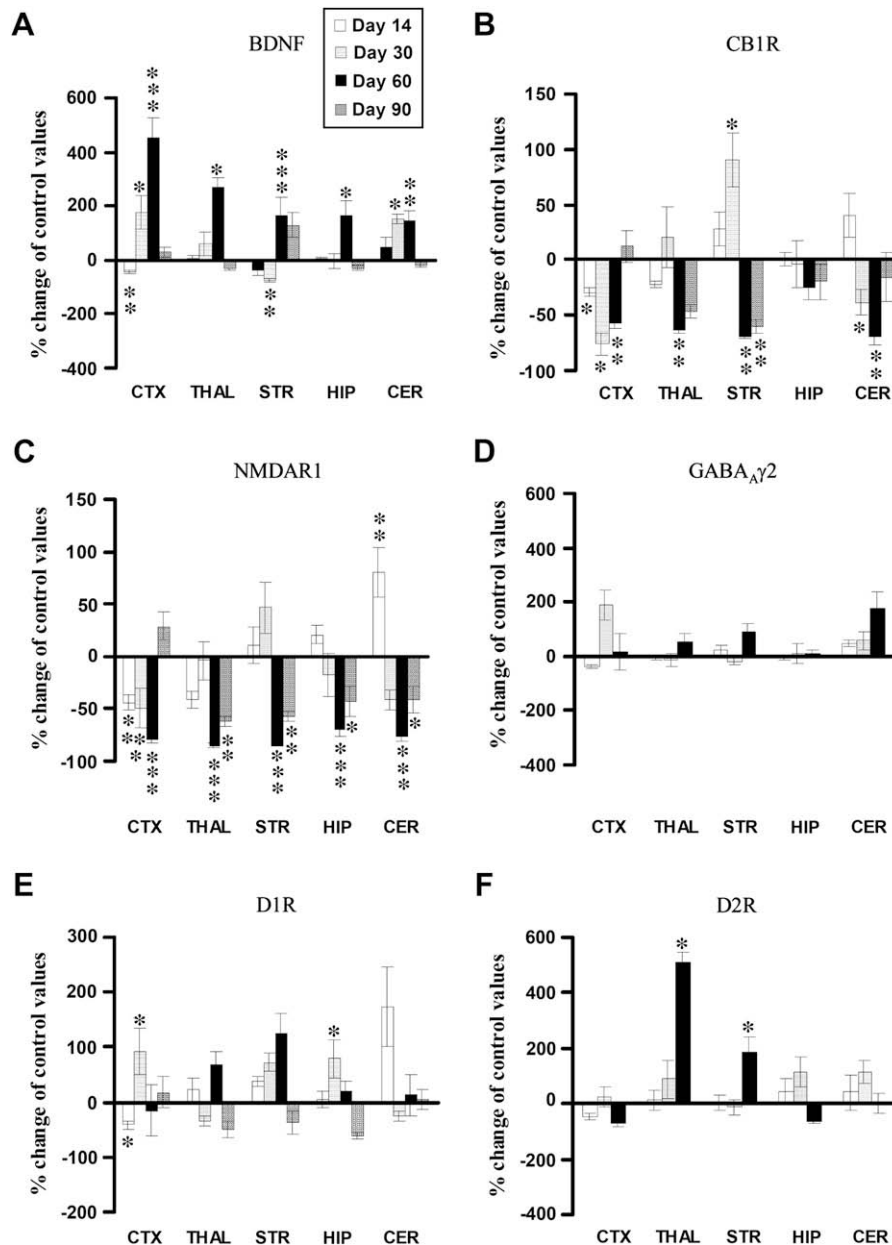 A
BDNF
Day 14
Day 30
Day 60
Day 90
% change of control values
600
400
200
0
-200
-400
***
*
*
***
*
*
**
**
**
CTX THAL STR HIP CER
B
CB1R
% change of control values
150
100
50
0
-50
-100
*
*
*
**
**
**
**
*
**
CTX THAL STR HIP CER
C
NMDAR1
% change of control values
150
100
50
0
-50
-100
**
**
**
***
***
**
***
**
***
*
***
*
CTX THAL STR HIP CER
D
GABAAγ2
% change of control values
600
400
200
0
-200
-400
CTX THAL STR HIP CER
E
D1R
% change of control values
300
200
100
0
-100
-200
*
*
*
CTX THAL STR HIP CER
F
D2R
% change of control values
600
400
200
0
-200
-400
*
*
CTX THAL STR HIP CER